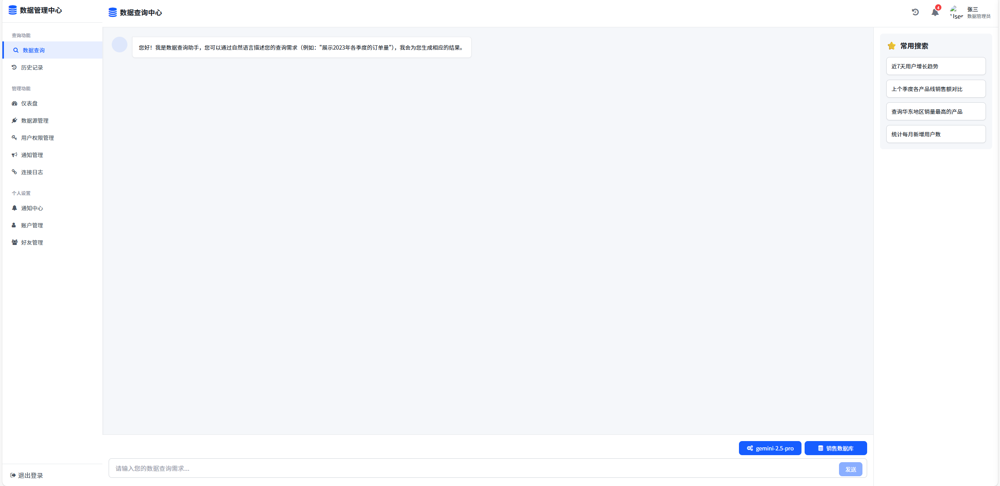 数据管理中心
查询功能
数据查询
历史记录
管理功能
仪表盘
数据源管理
用户权限管理
通知管理
连接日志
个人设置
通知中心
账户管理
好友管理
退出登录
数据查询中心
4
User
张三
数据管理员
您好！我是数据查询助手，您可以通过自然语言描述您的查询需求（例如："展示2023年各季度的订单量"），我会为您生成相应的结果。
gemini-2.5-pro
销售数据库
请输入您的数据查询需求...
发送
常用搜索
近7天用户增长趋势
上个季度各产品线销售额对比
查询华东地区销量最高的产品
统计每月新增用户数